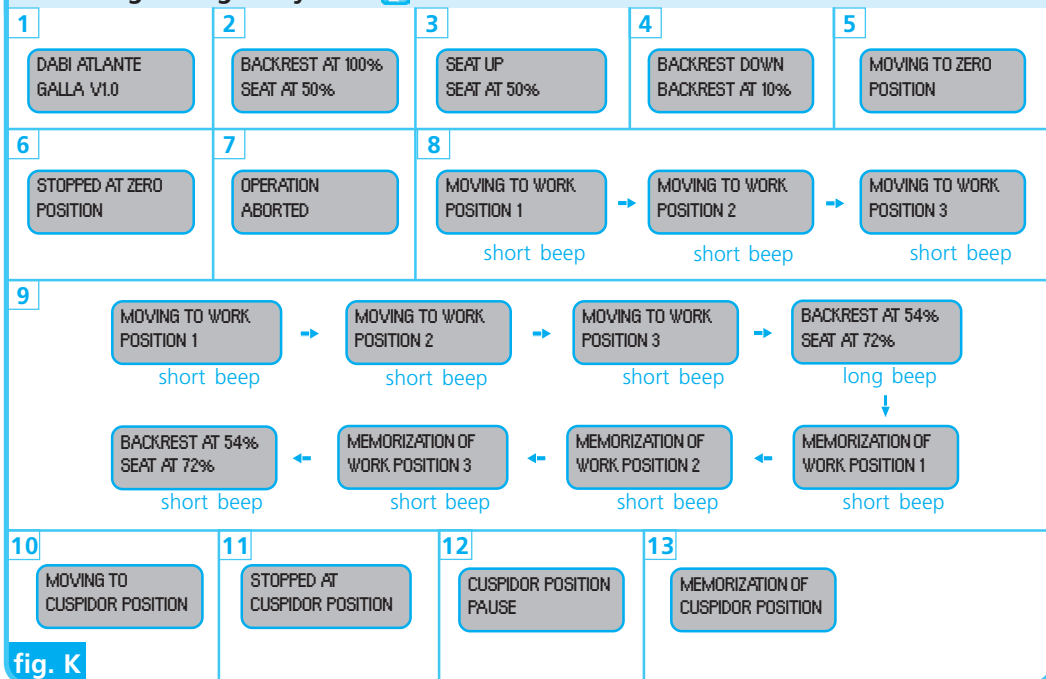 1
DABI ATLANTE
GALLA V1.0
2
BACKREST AT 100%
SEAT AT 50%
3
SEAT UP
SEAT AT 50%
4
BACKREST DOWN
BACKREST AT 10%
5
MOVING TO ZERO
POSITION
6
STOPPED AT ZERO
POSITION
7
OPERATION
ABORTED
8
MOVING TO WORK
POSITION 1
short beep
MOVING TO WORK
POSITION 2
short beep
MOVING TO WORK
POSITION 3
short beep
9
MOVING TO WORK
POSITION 1
short beep
MOVING TO WORK
POSITION 2
short beep
MOVING TO WORK
POSITION 3
short beep
BACKREST AT 54%
SEAT AT 72%
long beep
MEMORIZATION OF
WORK POSITION 1
short beep
MEMORIZATION OF
WORK POSITION 2
short beep
MEMORIZATION OF
WORK POSITION 3
short beep
BACKREST AT 54%
SEAT AT 72%
short beep
10
MOVING TO
CUSPIDOR POSITION
11
STOPPED AT
CUSPIDOR POSITION
12
CUSPIDOR POSITION
PAUSE
13
MEMORIZATION OF
CUSPIDOR POSITION
fig. K